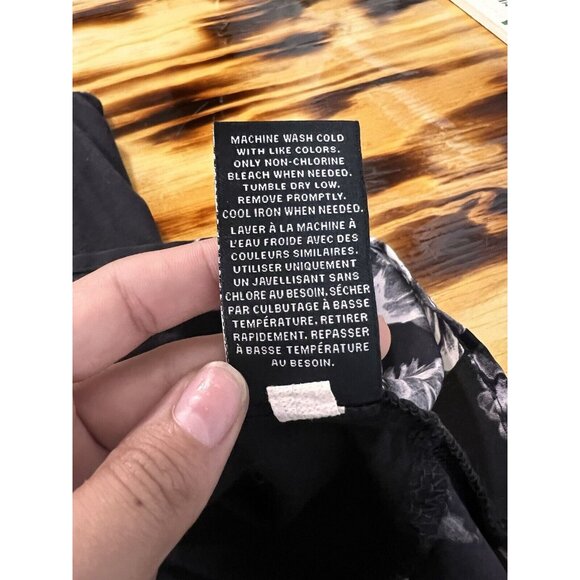 MACHINE WASH COLD
WITH LIKE COLORS.
ONLY NON-CHLORINE
BLEACH WHEN NEEDED.
TUMBLE DRY LOW.
REMOVE PROMPTLY.
COOL IRON WHEN NEEDED.
LAVER À LA MACHINE À
L'EAU FROIDE AVEC DES
COULEURS SIMILAIRES.
UTILISER UNIQUEMENT
UN JAVELLISANT SANS
CHLORE AU BESOIN. SÉCHER
PAR CULBUTAGE À BASSE
TEMPÉRATURE. RETIRER
RAPIDEMENT. REPASSER
À BASSE TEMPÉRATURE
AU BESOIN.